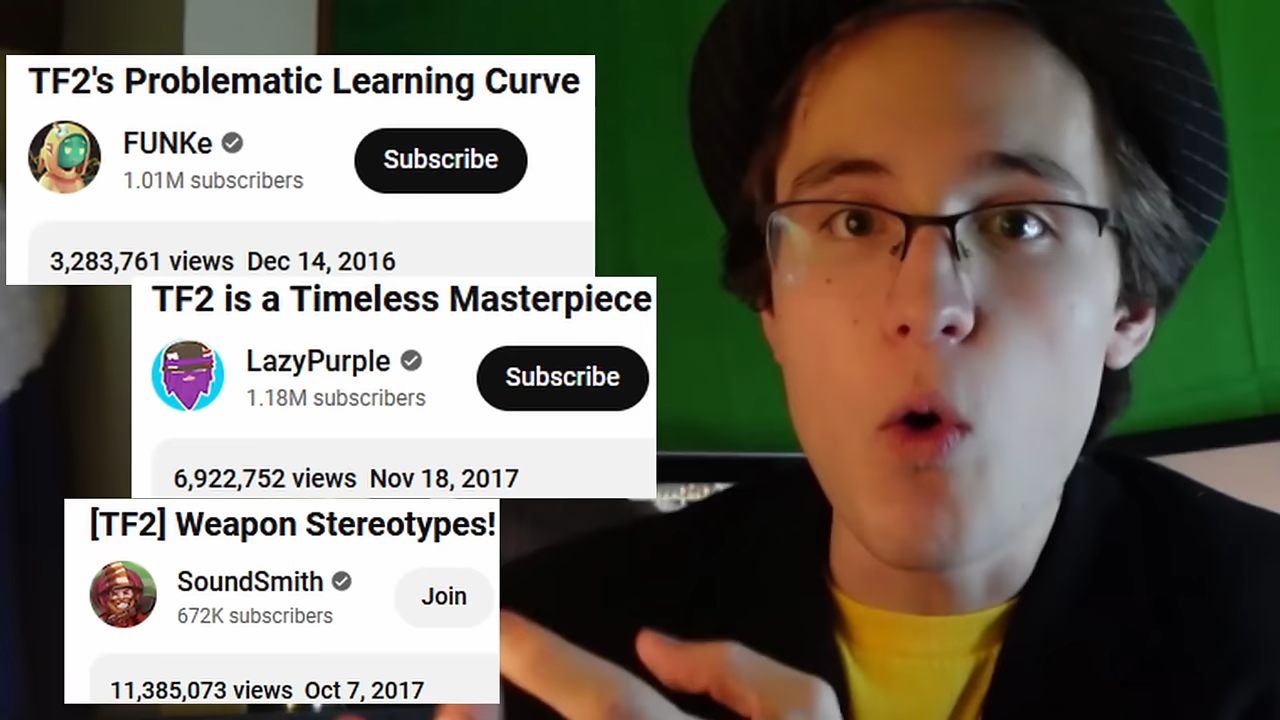 TF2's Problematic Learning Curve
FUNKe
1.01M subscribers
Subscribe
3,283,761 views Dec 14, 2016
TF2 is a Timeless Masterpiece
LazyPurple
1.18M subscribers
Subscribe
6,922,752 views Nov 18, 2017
[TF2] Weapon Stereotypes!
SoundSmith
672K subscribers
Join
11,385,073 views Oct 7, 2017